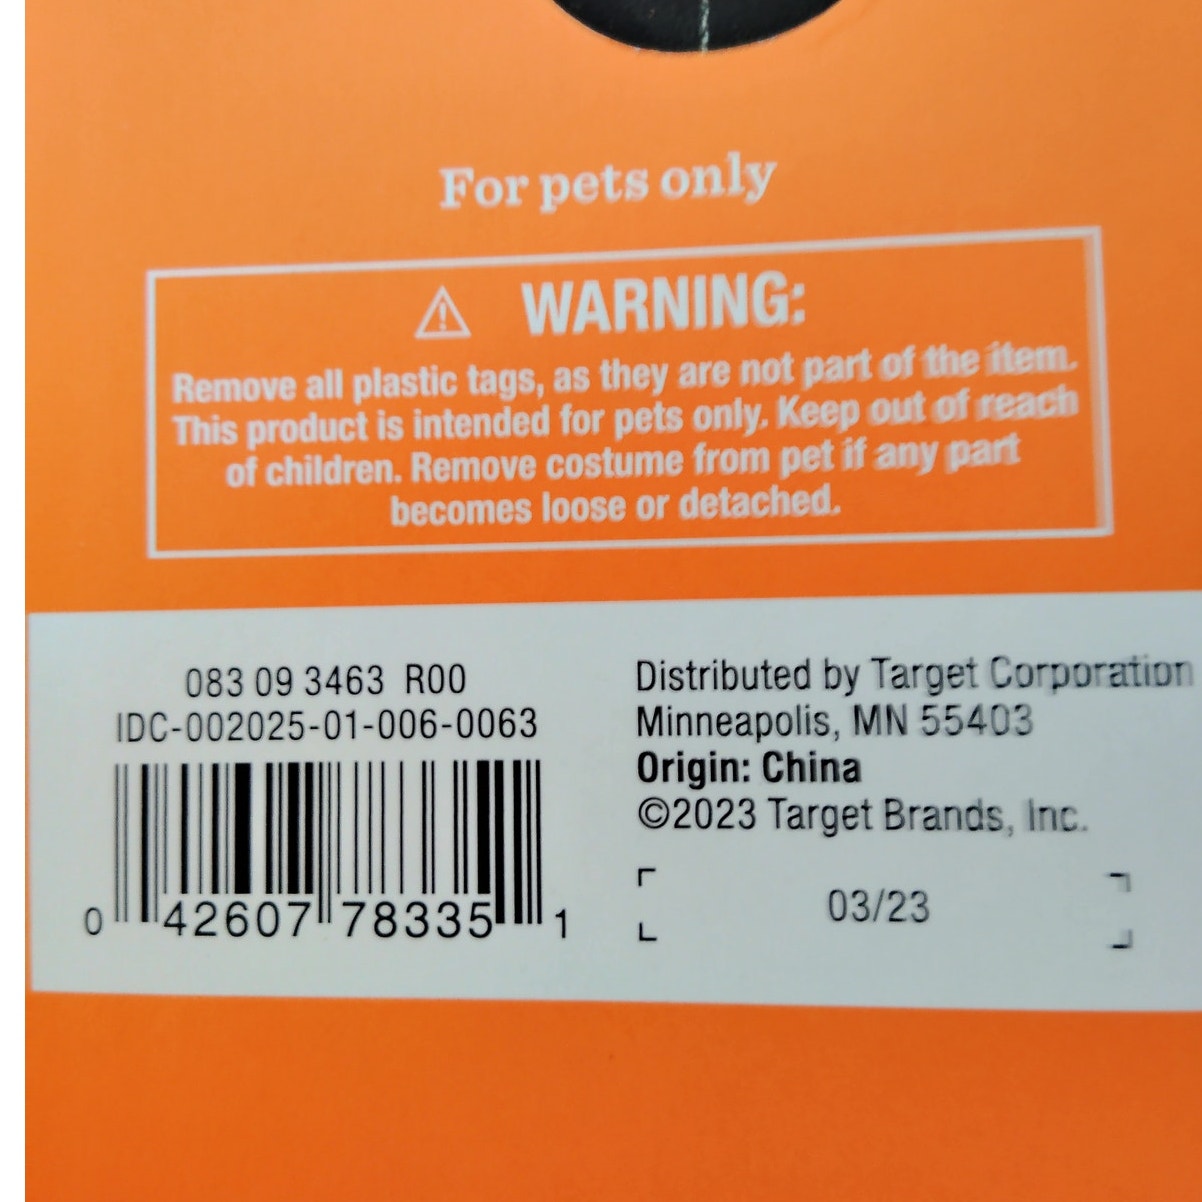 For pets only
WARNING:
Remove all plastic tags, as they are not part of the item.
This product is intended for pets only. Keep out of reach
of children. Remove costume from pet if any part
becomes loose or detached.
083 09 3463 R00
IDC-002025-01-006-0063
0 42607 78335 1
Distributed by Target Corporation
Minneapolis, MN 55403
Origin: China
©2023 Target Brands, Inc.
03/23